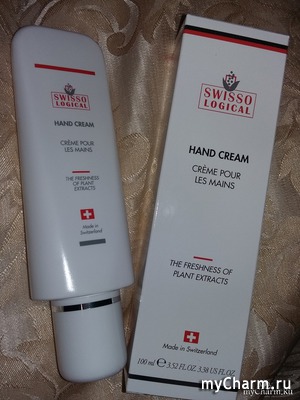 SWISSO
LOGICAL
HAND CREAM
CRÈME POUR
LES MAINS
THE FRESHNESS
OF PLANT
EXTRACTS
Made in
Switzerland
SWISSO
LOGICAL
HAND CREAM
CRÈME POUR
LES MAINS
THE FRESHNESS OF
PLANT EXTRACTS
Made in Switzerland
100 ml ℮ 3.52 FL.OZ. 3.38 US FL.OZ
myCharm.ru
mycharm.ru